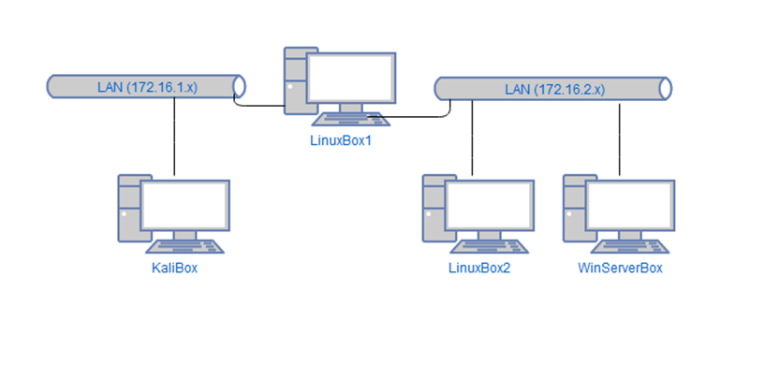 LAN (172.16.1.x)
LAN (172.16.2.x)
LinuxBox1
KaliBox
LinuxBox2
WinServerBox